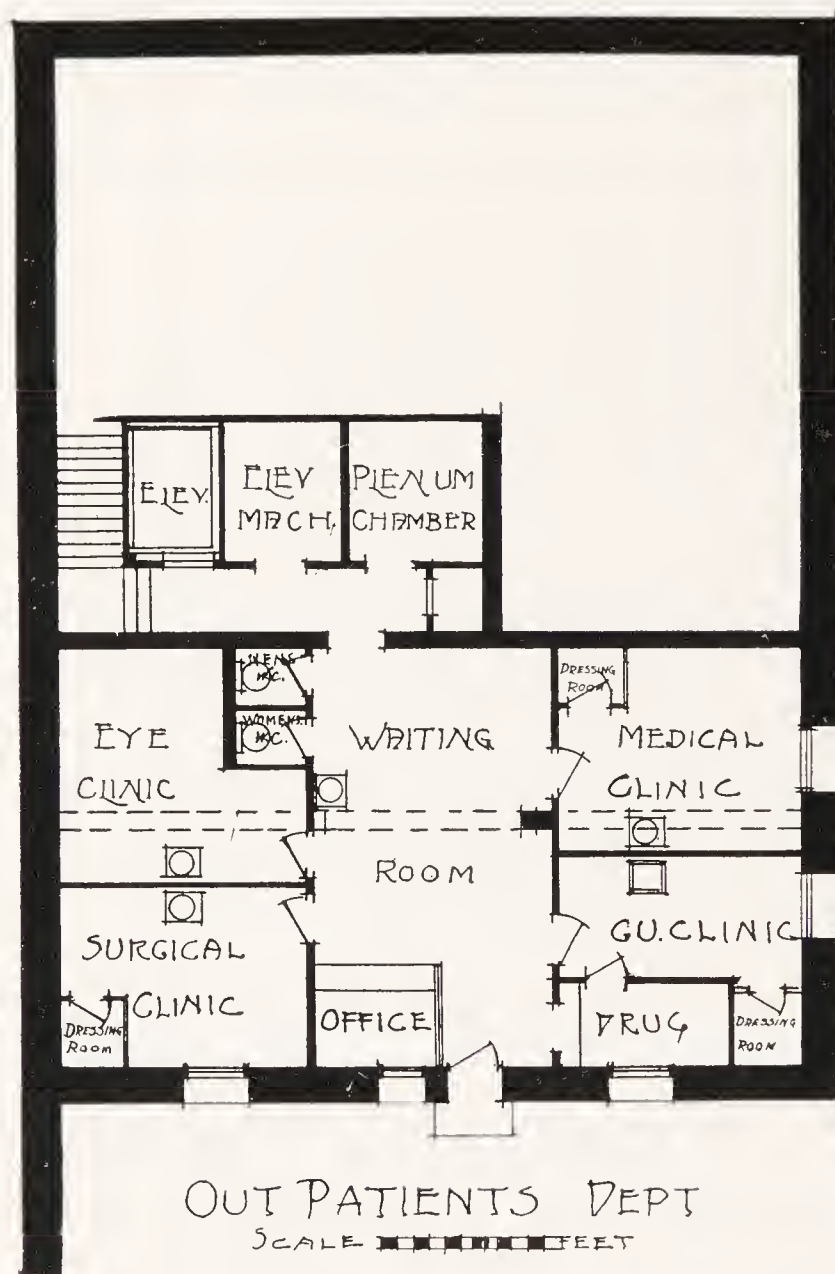 ELEV.
ELEV
MACH.
PLENUM
CHAMBER
MENS
W.C.
WOMENS
W.C.
EYE
CLINIC
WAITING
ROOM
DRESSING
ROOM
MEDICAL
CLINIC
SURGICAL
CLINIC
DRESSING
ROOM
OFFICE
GU. CLINIC
DRUG
DRESSING
ROOM
OUT PATIENTS DEPT
SCALE FEET